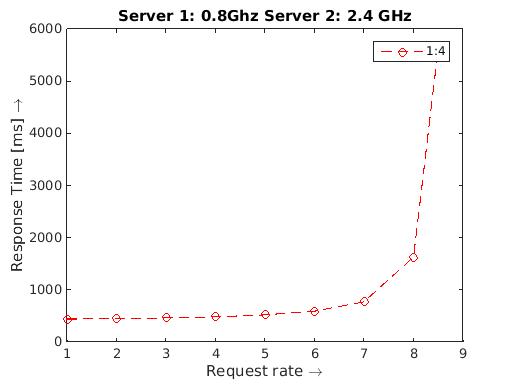 Server 1: 0.8Ghz Server 2: 2.4 GHz
6000
5000
4000
3000
2000
1000
0
Response Time [ms] →
1:4
1 2 3 4 5 6 7 8 9
Request rate →